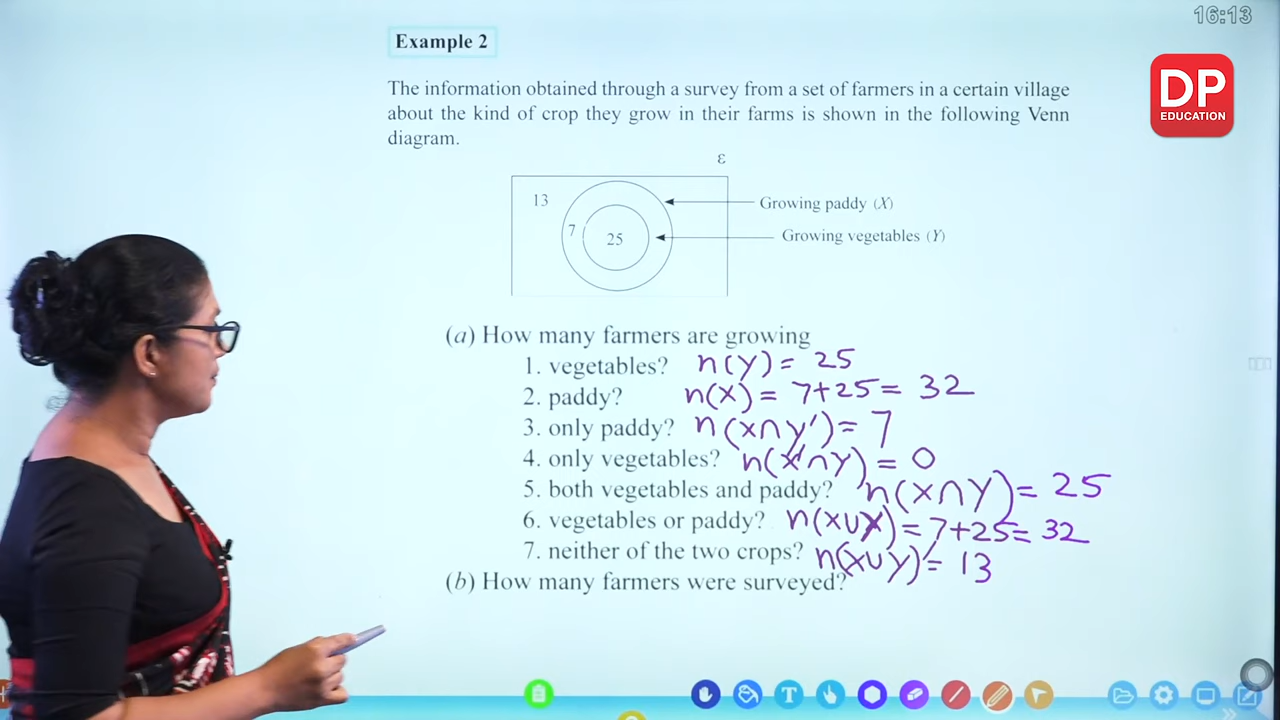 16:13
Example 2
DP
EDUCATION
The information obtained through a survey from a set of farmers in a certain village
about the kind of crop they grow in their farms is shown in the following Venn
diagram.
ε
13
Growing paddy (X)
7
25
Growing vegetables (Y)
(a) How many farmers are growing
1. vegetables? n(Y) = 25
2. paddy? n(X) = 7+25 = 32
3. only paddy? n(X∩Y') = 7
4. only vegetables? n(X'∩Y) = 0
5. both vegetables and paddy? n(X∩Y) = 25
6. vegetables or paddy? n(X∪Y) = 7+25 = 32
7. neither of the two crops? n(X∪Y)' = 13
(b) How many farmers were surveyed?